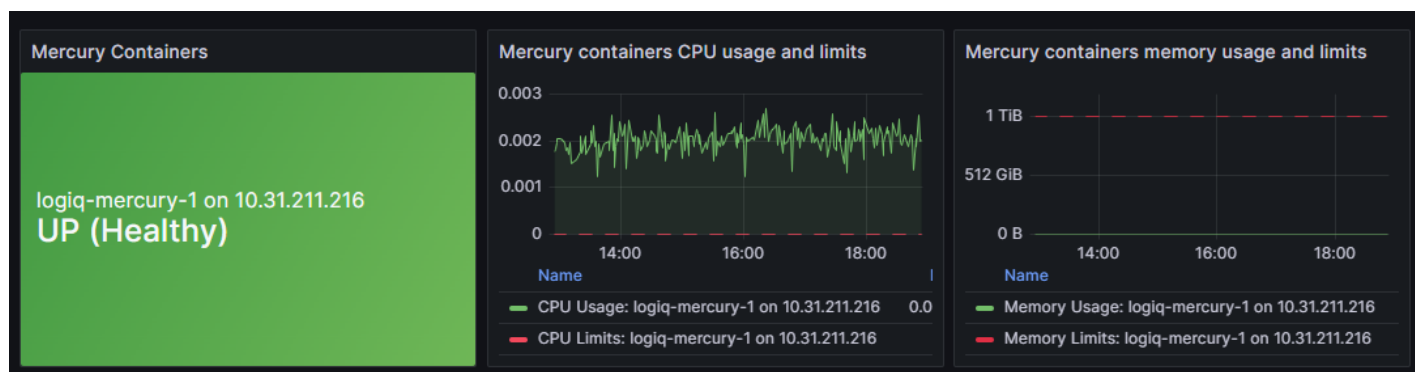 Mercury Containers
logiq-mercury-1 on 10.31.211.216
UP (Healthy)
Mercury containers CPU usage and limits
0.003
0.002
0.001
0
14:00 16:00 18:00
Name
CPU Usage: logiq-mercury-1 on 10.31.211.216 0.0
CPU Limits: logiq-mercury-1 on 10.31.211.216
Mercury containers memory usage and limits
1 TiB
512 GiB
0 B
14:00 16:00 18:00
Name
Memory Usage: logiq-mercury-1 on 10.31.211.216
Memory Limits: logiq-mercury-1 on 10.31.211.216